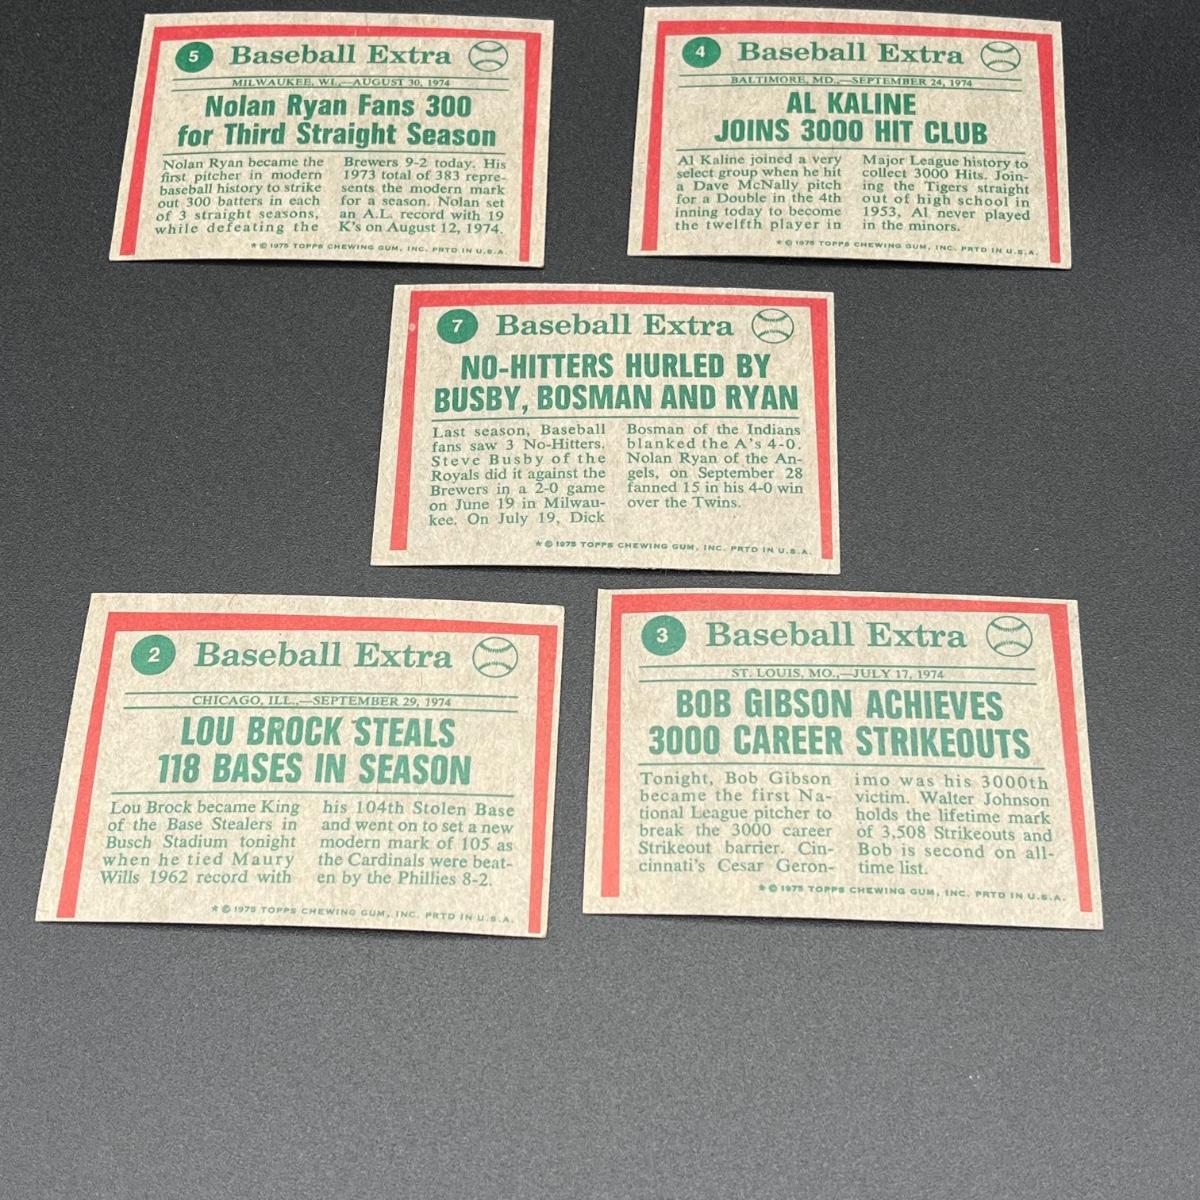 5
Baseball Extra
MILWAUKEE, WI.,—AUGUST 30, 1974
Nolan Ryan Fans 300
for Third Straight Season
Nolan Ryan became the
first pitcher in modern
baseball history to strike
out 300 batters in each
of 3 straight seasons,
while defeating the
Brewers 9-2 today. His
1973 total of 383 repre-
sents the modern mark
for a season. Nolan set
an A.L. record with 19
K's on August 12, 1974.
★ © 1975 TOPPS CHEWING GUM, INC. PRTD IN U.S.A.
4
Baseball Extra
BALTIMORE, MD.,—SEPTEMBER 24, 1974
AL KALINE
JOINS 3000 HIT CLUB
Al Kaline joined a very
select group when he hit
a Dave McNally pitch
for a Double in the 4th
inning today to become
the twelfth player in
Major League history to
collect 3000 Hits. Join-
ing the Tigers straight
out of high school in
1953, Al never played
in the minors.
★ © 1975 TOPPS CHEWING GUM, INC. PRTD IN U.S.A.
7
Baseball Extra
NO-HITTERS HURLED BY
BUSBY, BOSMAN AND RYAN
Last season, Baseball
fans saw 3 No-Hitters.
Steve Busby of the
Royals did it against the
Brewers in a 2-0 game
on June 19 in Milwau-
kee. On July 19, Dick
Bosman of the Indians
blanked the A's 4-0.
Nolan Ryan of the An-
gels, on September 28
fanned 15 in his 4-0 win
over the Twins.
★ © 1975 TOPPS CHEWING GUM, INC. PRTD IN U.S.A.
2
Baseball Extra
CHICAGO, ILL.,—SEPTEMBER 29, 1974
LOU BROCK STEALS
118 BASES IN SEASON
Lou Brock became King
of the Base Stealers in
Busch Stadium tonight
when he tied Maury
Wills 1962 record with
his 104th Stolen Base
and went on to set a new
modern mark of 105 as
the Cardinals were beat-
en by the Phillies 8-2.
★ © 1975 TOPPS CHEWING GUM, INC. PRTD IN U.S.A.
3
Baseball Extra
ST. LOUIS, MO.,—JULY 17, 1974
BOB GIBSON ACHIEVES
3000 CAREER STRIKEOUTS
Tonight, Bob Gibson
became the first Na-
tional League pitcher to
break the 3000 career
Strikeout barrier. Cin-
cinnati's Cesar Geron-
imo was his 3000th
victim. Walter Johnson
holds the lifetime mark
of 3,508 Strikeouts and
Bob is second on all-
time list.
★ © 1975 TOPPS CHEWING GUM, INC. PRTD IN U.S.A.